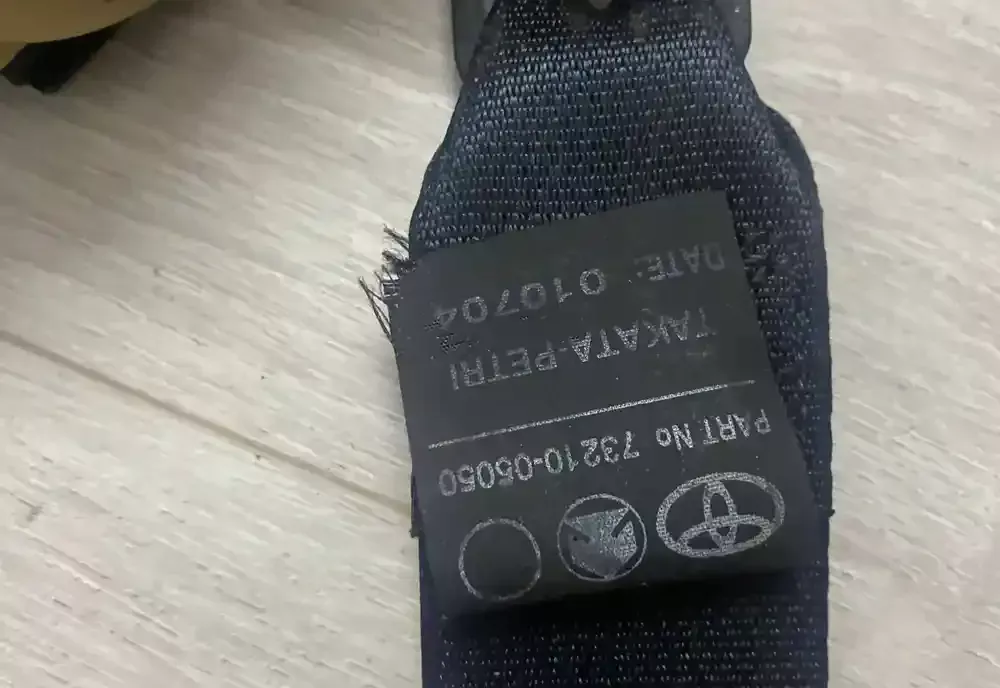 PART No 73210-05050
TAKATA-PETRI
DATE: 010704